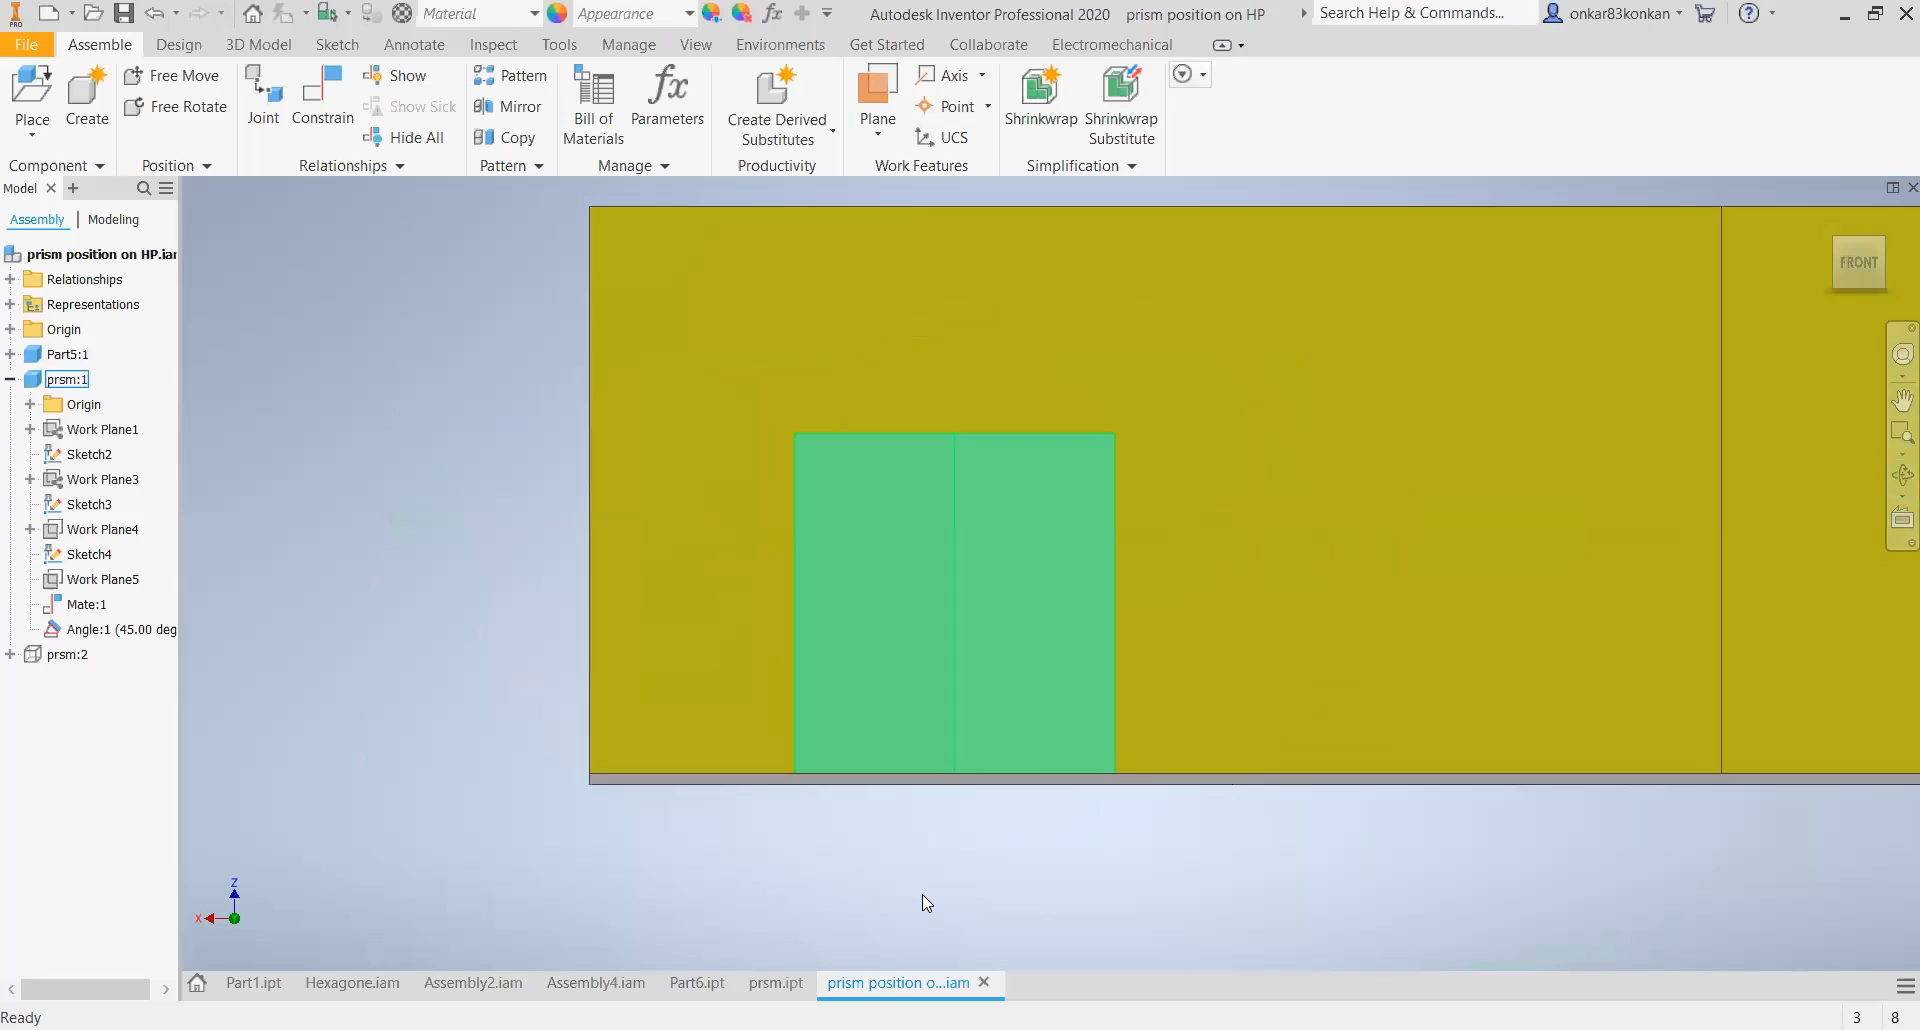 PRO
Material
Appearance
Autodesk Inventor Professional 2020 prism position on HP
Search Help & Commands...
onkar83konkan
File Assemble Design 3D Model Sketch Annotate Inspect Tools Manage View Environments Get Started Collaborate Electromechanical
Place
Create
Component
Free Move
Free Rotate
Position
Joint
Constrain
Show
Show Sick
Hide All
Relationships
Pattern
Mirror
Copy
Pattern
Bill of
Materials
Parameters
Manage
Create Derived
Substitutes
Productivity
Plane
Axis
Point
UCS
Work Features
Shrinkwrap
Shrinkwrap
Substitute
Simplification
Model
Assembly | Modeling
prism position on HP.iam
Relationships
Representations
Origin
Part5:1
prsm:1
Origin
Work Plane1
Sketch2
Work Plane3
Sketch3
Work Plane4
Sketch4
Work Plane5
Mate:1
Angle:1 (45.00 deg
prsm:2
FRONT
Z
X
Part1.ipt Hexagone.iam Assembly2.iam Assembly4.iam Part6.ipt prsm.ipt prism position o...iam
Ready
3 8